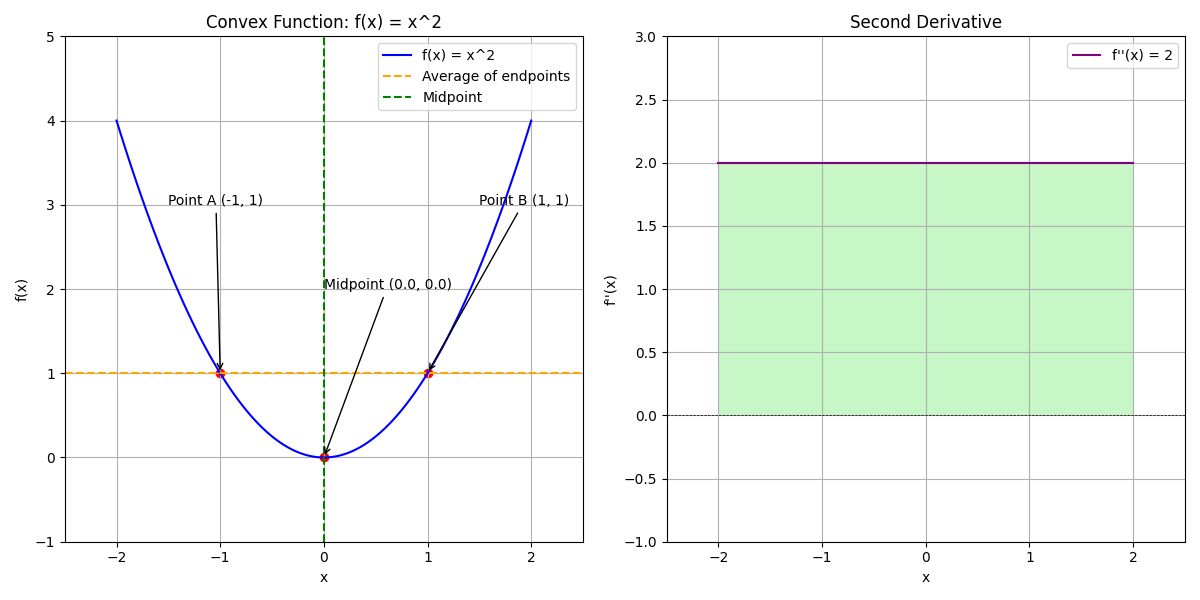 Convex Function: f(x) = x^2
f(x) = x^2
Average of endpoints
Midpoint
Point A (-1, 1)
Point B (1, 1)
Midpoint (0.0, 0.0)
5
4
3
2
1
0
−1
f(x)
−2
−1
0
1
2
x
Second Derivative
f''(x) = 2
3.0
2.5
2.0
1.5
1.0
0.5
0.0
−0.5
−1.0
f''(x)
−2
−1
0
1
2
x